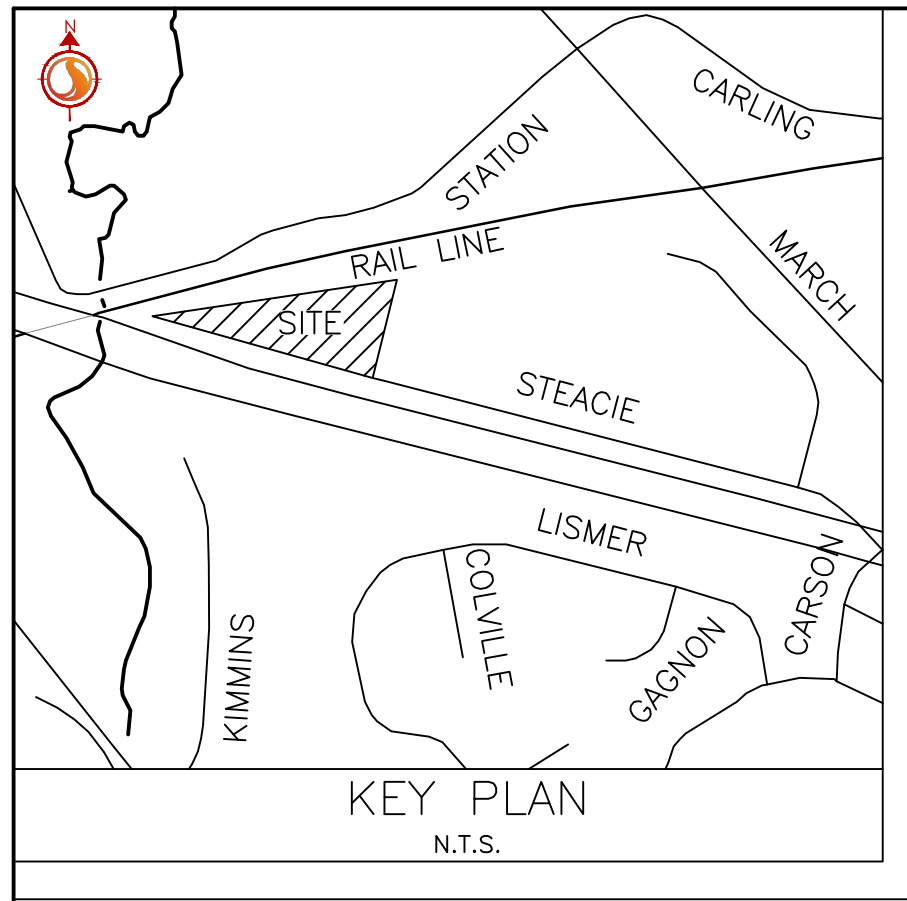 N
CARLING
STATION
RAIL LINE
MARCH
SITE
STEACIE
LISMER
COLVILLE
CARSON
GAGNON
KIMMINS
KEY PLAN
N.T.S.